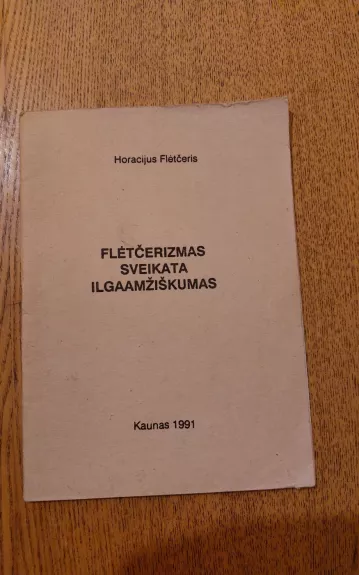 Horacijus Flėtčeris
FLĖTČERIZMAS
SVEIKATA
ILGAAMŽIŠKUMAS
Kaunas 1991